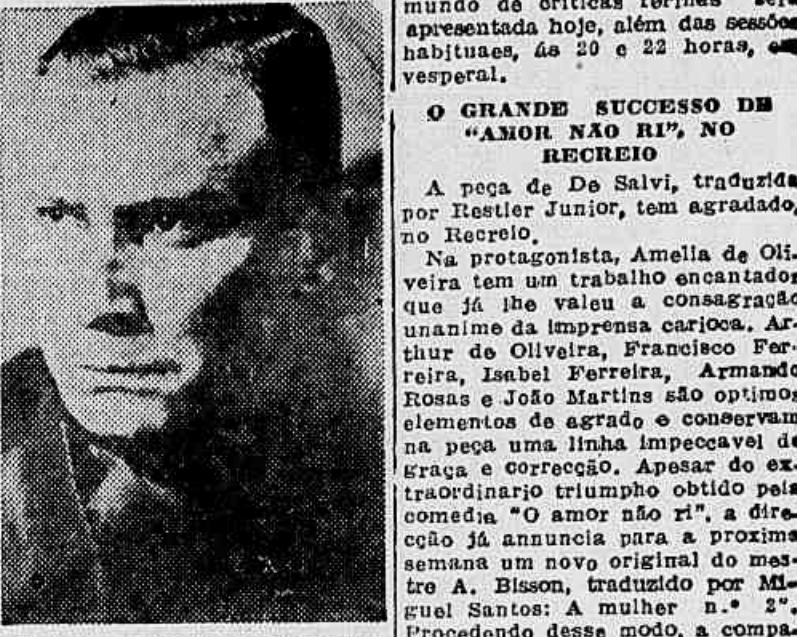 mundo de criticas
apresentada hoje, além das sessões
habituaes, ás 20 e 22 horas,
vesperal.
O GRANDE SUCCESSO DE
"AMOR NÃO RI", NO
RECREIO
A peça de De Salvi, traduzida
por Restier Junior, tem agradado,
no Recreio.
Na protagonista, Amelia de Oli-
veira tem um trabalho encantador
que já lhe valeu a consagração
unanime da imprensa carioca. Ar-
thur de Oliveira, Francisco Fer-
reira, Isabel Ferreira, Armando
Rosas e João Martins são optimos
elementos de agrado e conservam
na peça uma linha impeccavel de
graça e correcção. Apesar do ex-
traordinario triumpho obtido pela
comedia "O amor não ri", a dire-
cção já annuncia para a proxima
semana um novo original do mes-
tre A. Bisson, traduzido por Mi-
guel Santos: A mulher n.º 2".
Procedendo desse modo, a compa-